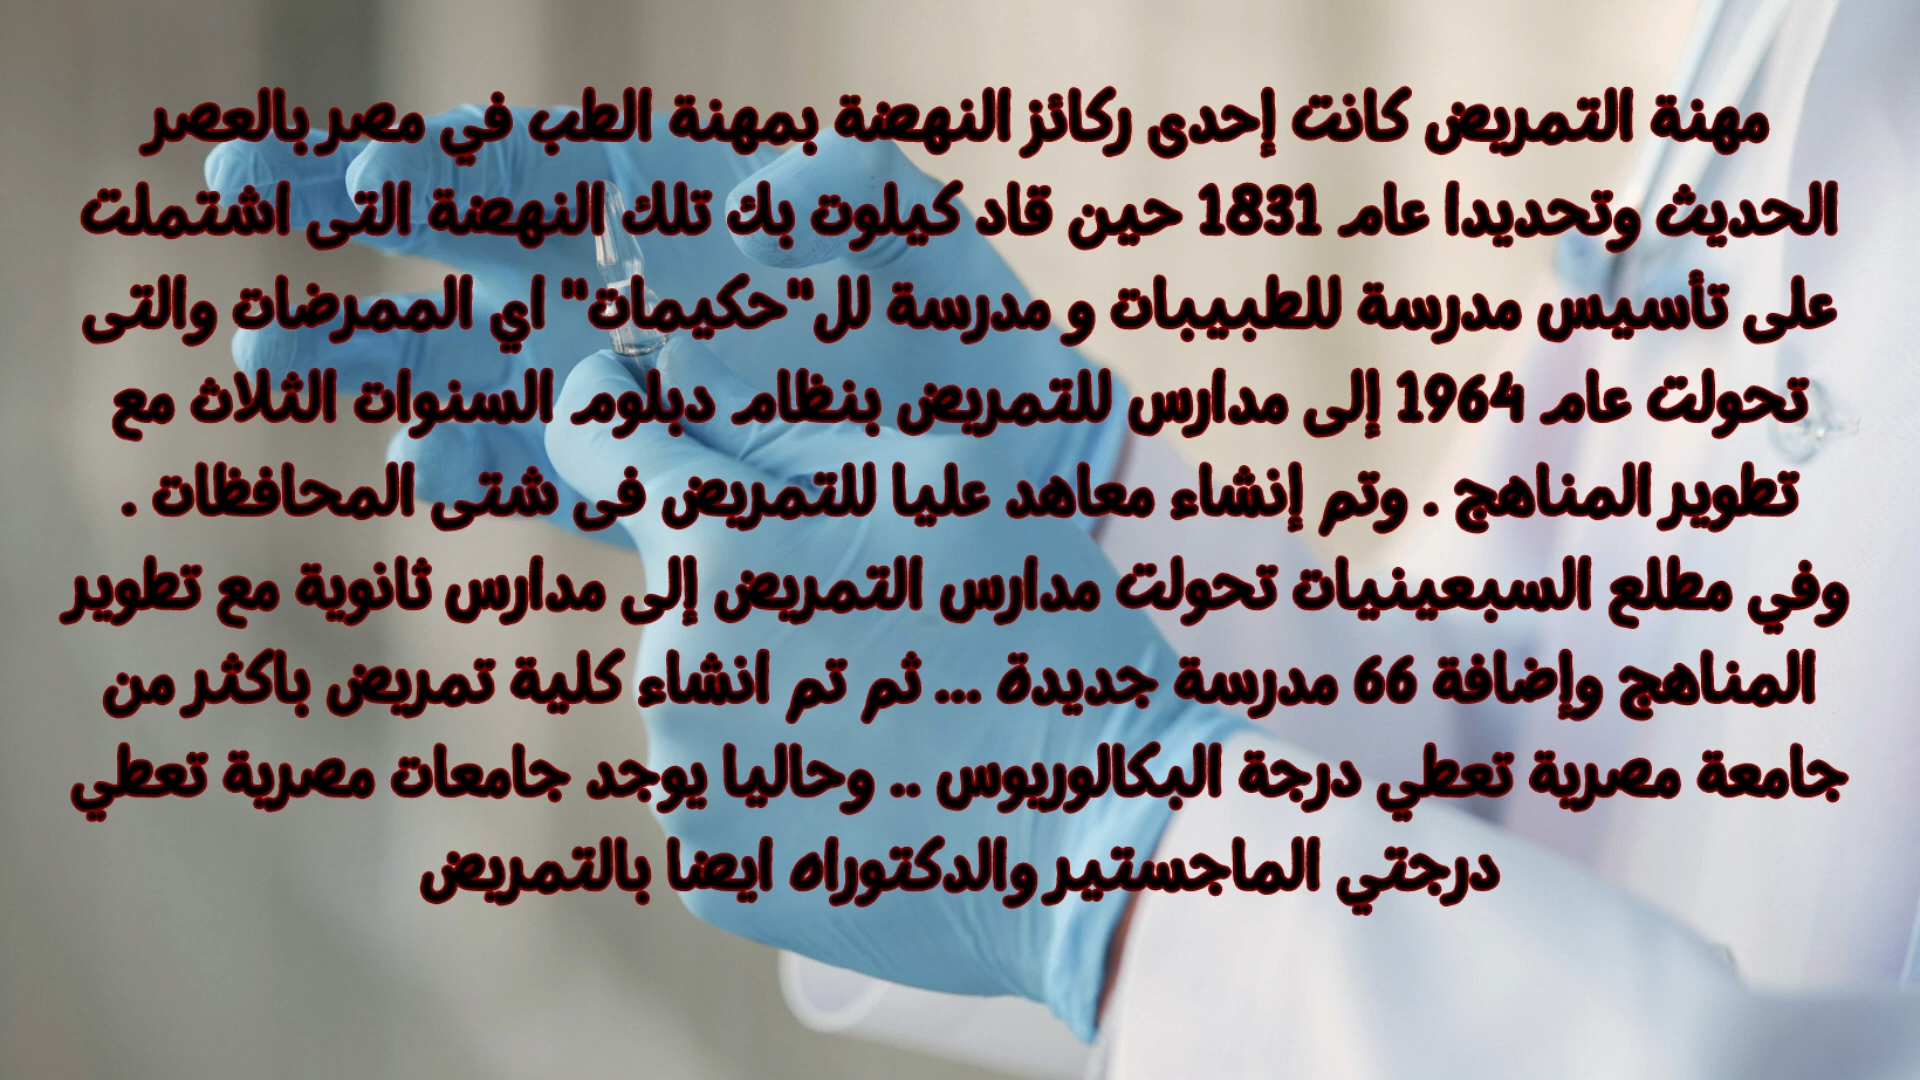 مهنة التمريض كانت إحدى ركائز النهضة بمهنة الطب في مصر بالعصر
الحديث وتحديدا عام 1831 حين قاد كيلوت بك تلك النهضة التى اشتملت
على تأسيس مدرسة للطبيبات و مدرسة لل"حكيمات" اي الممرضات والتى
تحولت عام 1964 إلى مدارس للتمريض بنظام دبلوم السنوات الثلاث مع
تطوير المناهج . وتم إنشاء معاهد عليا للتمريض فى شتى المحافظات .
وفي مطلع السبعينيات تحولت مدارس التمريض إلى مدارس ثانوية مع تطوير
المناهج وإضافة 66 مدرسة جديدة ... ثم تم انشاء كلية تمريض باكثر من
جامعة مصرية تعطي درجة البكالوريوس .. وحاليا يوجد جامعات مصرية تعطي
درجتي الماجستير والدكتوراه ايضا بالتمريض